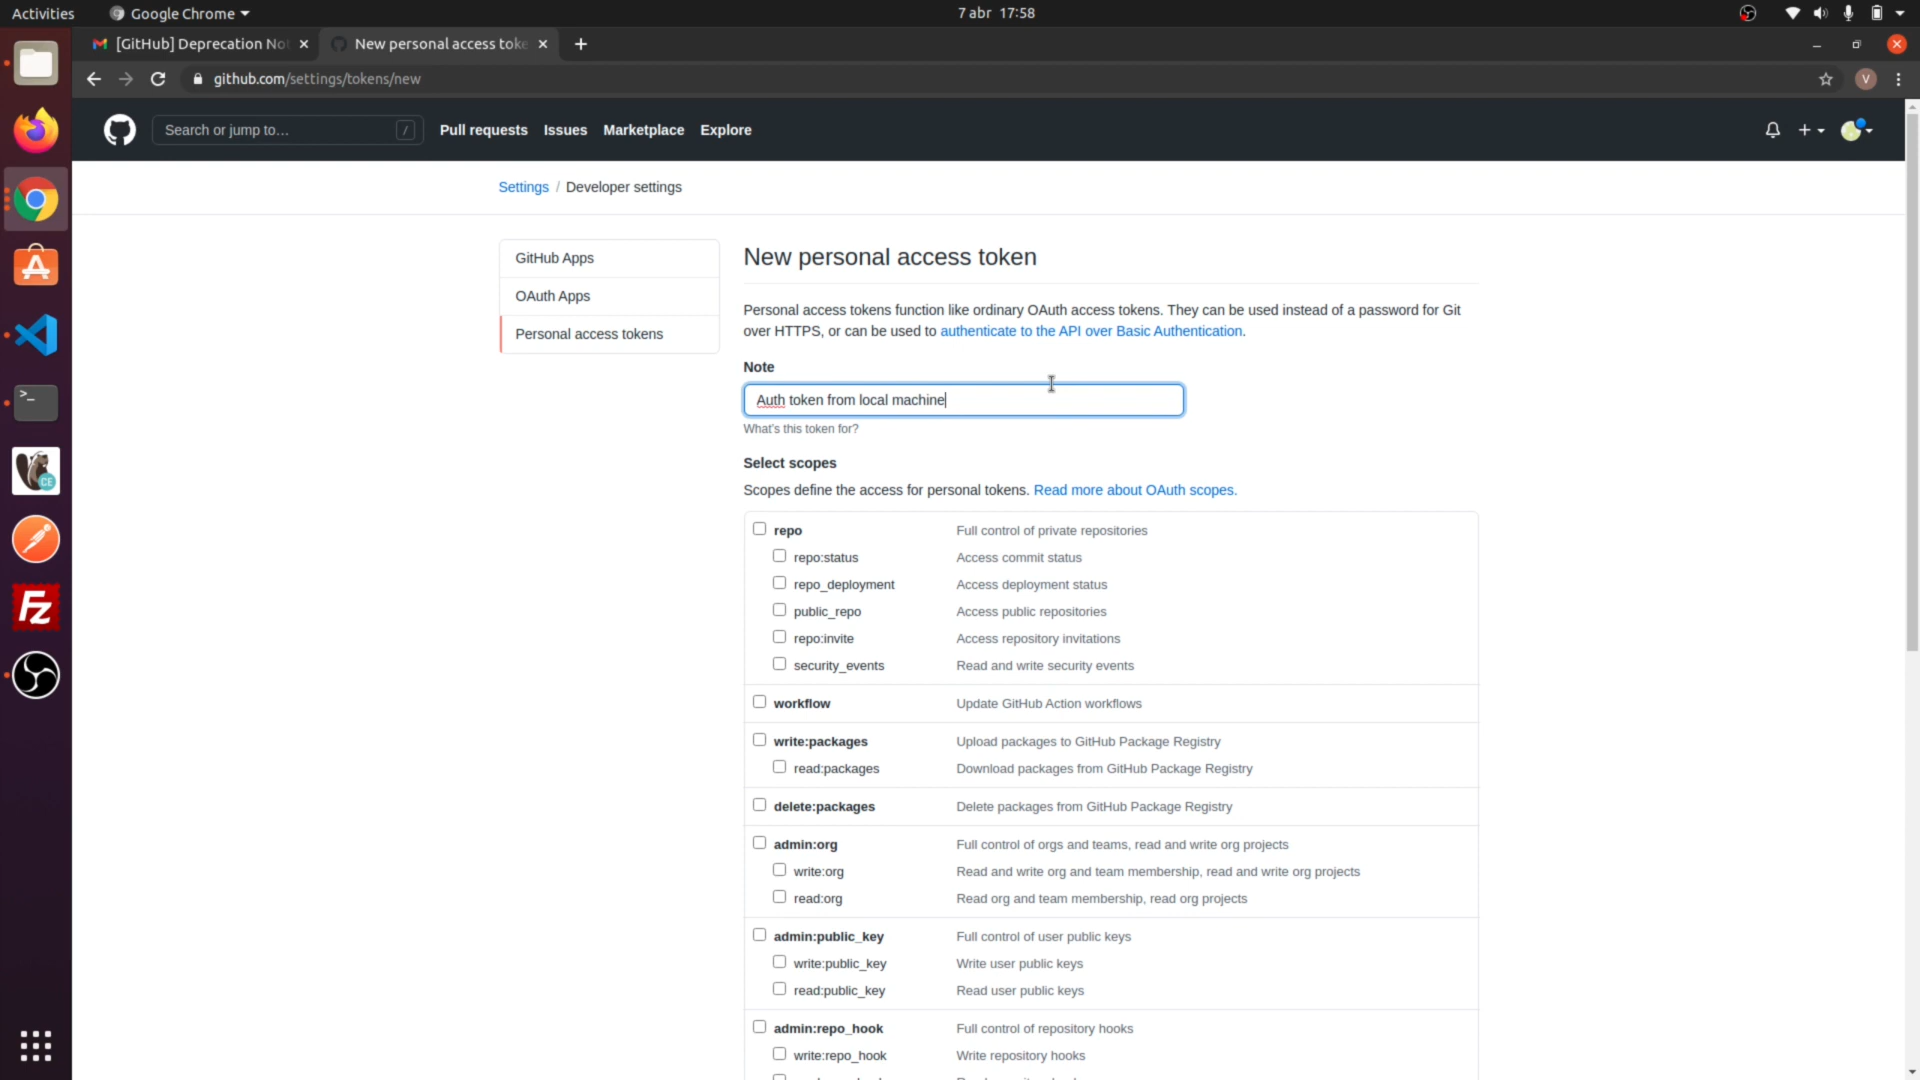 Activities
Google Chrome
7 abr 17:58
[GitHub] Deprecation No
New personal access toke
github.com/settings/tokens/new
V
Search or jump to…
/
Pull requests
Issues
Marketplace
Explore
Settings / Developer settings
GitHub Apps
OAuth Apps
Personal access tokens
New personal access token
Personal access tokens function like ordinary OAuth access tokens. They can be used instead of a password for Git
over HTTPS, or can be used to authenticate to the API over Basic Authentication.
Note
Auth token from local machine
What's this token for?
Select scopes
Scopes define the access for personal tokens. Read more about OAuth scopes.
repo Full control of private repositories
repo:status Access commit status
repo_deployment Access deployment status
public_repo Access public repositories
repo:invite Access repository invitations
security_events Read and write security events
workflow Update GitHub Action workflows
write:packages Upload packages to GitHub Package Registry
read:packages Download packages from GitHub Package Registry
delete:packages Delete packages from GitHub Package Registry
admin:org Full control of orgs and teams, read and write org projects
write:org Read and write org and team membership, read and write org projects
read:org Read org and team membership, read org projects
admin:public_key Full control of user public keys
write:public_key Write user public keys
read:public_key Read user public keys
admin:repo_hook Full control of repository hooks
write:repo_hook Write repository hooks
>_
CE
Fz